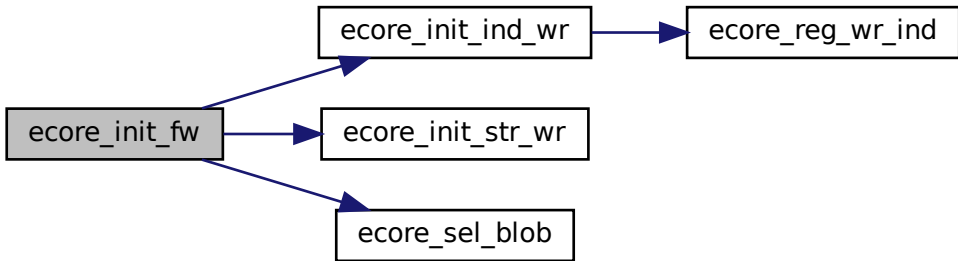 ecore_init_ind_wr
ecore_reg_wr_ind
ecore_init_fw
ecore_init_str_wr
ecore_sel_blob